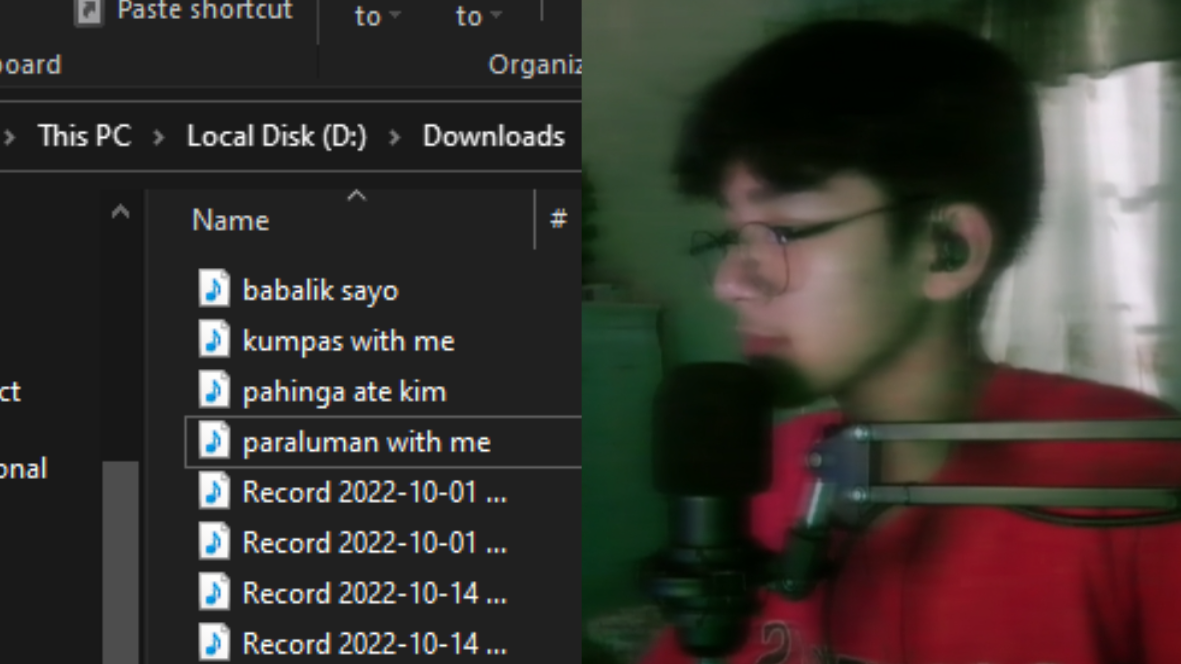 Paste shortcut
to
to
board
Organiz
This PC
Local Disk (D:)
Downloads
Name
#
babalik sayo
kumpas with me
pahinga ate kim
ct
paraluman with me
onal
Record 2022-10-01 ...
Record 2022-10-01 ...
Record 2022-10-14 ...
Record 2022-10-14 ...
2